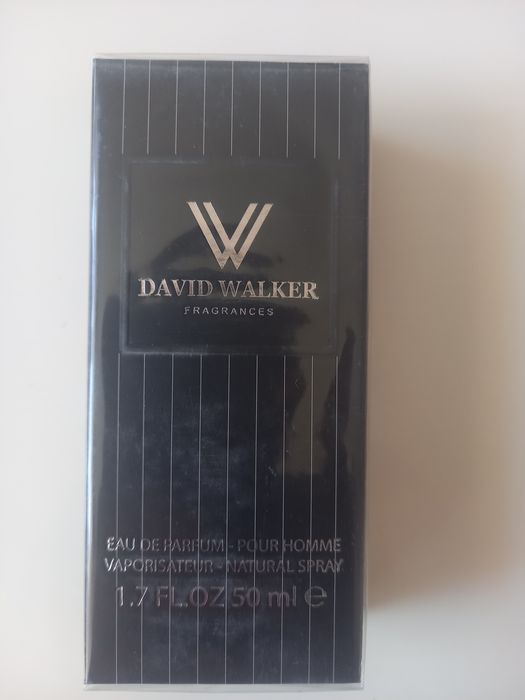 W
DAVID WALKER
FRAGRANCES
EAU DE PARFUM - POUR HOMME
VAPORISATEUR - NATURAL SPRAY
1.7 FL.OZ 50 ml ℮